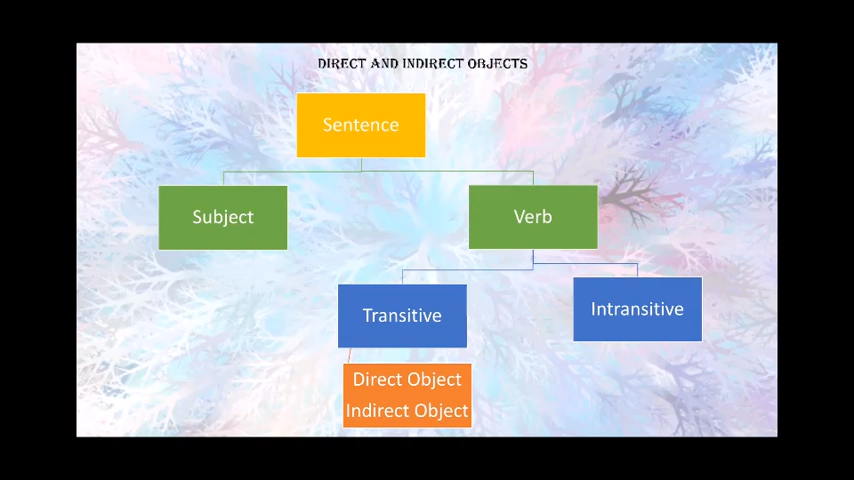 DIRECT AND INDIRECT OBJECTS
Sentence
Subject
Verb
Transitive
Intransitive
Direct Object
Indirect Object